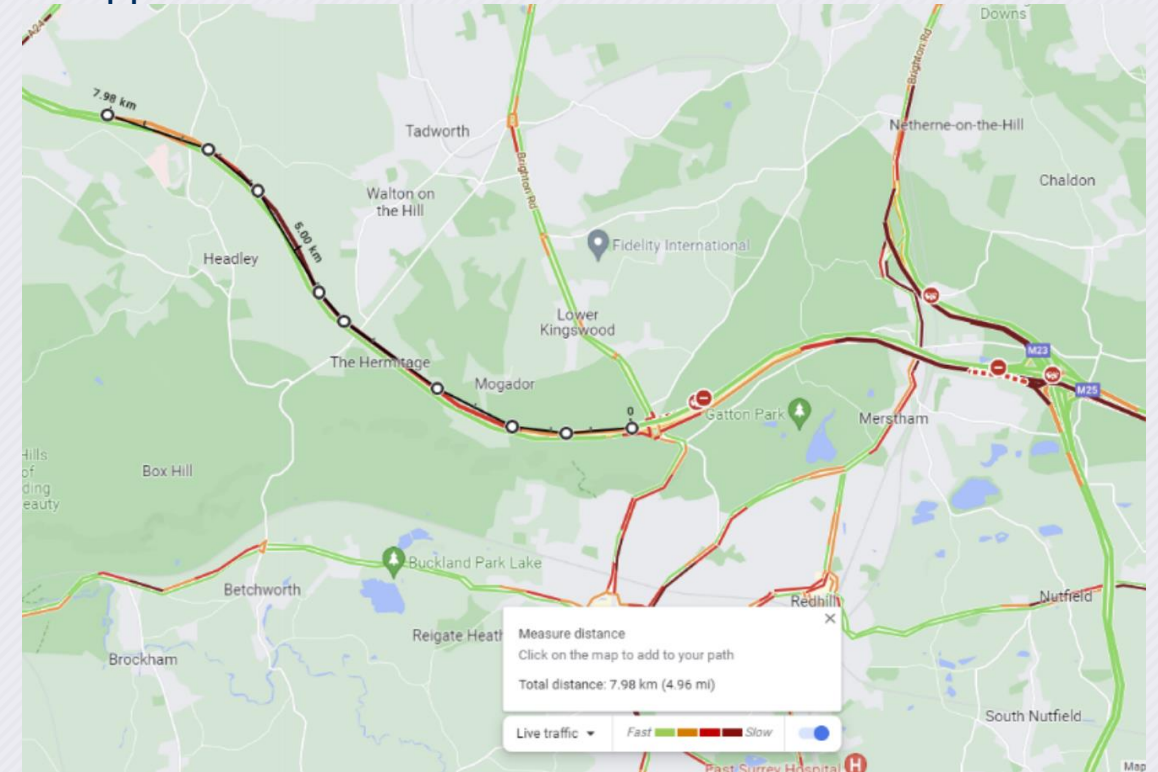 Downs
A24
Brighton Rd
7.98 km
Tadworth
Netherne-on-the-Hill
Brighton Rd
Chaldon
Walton on
the Hill
5.00 km
Fidelity International
Headley
Lower
Kingswood
M23
The Hermitage
Mogador
M25
0
Gatton Park
Merstham
Hills
of
ding
eauty
Box Hill
Buckland Park Lake
Betchworth
Redhill
Nutfield
Reigate Heath
Measure distance
Click on the map to add to your path
Total distance: 7.98 km (4.96 mi)
Brockham
South Nutfield
Live traffic
Fast
Slow
East Surrey Hospital
H
Map